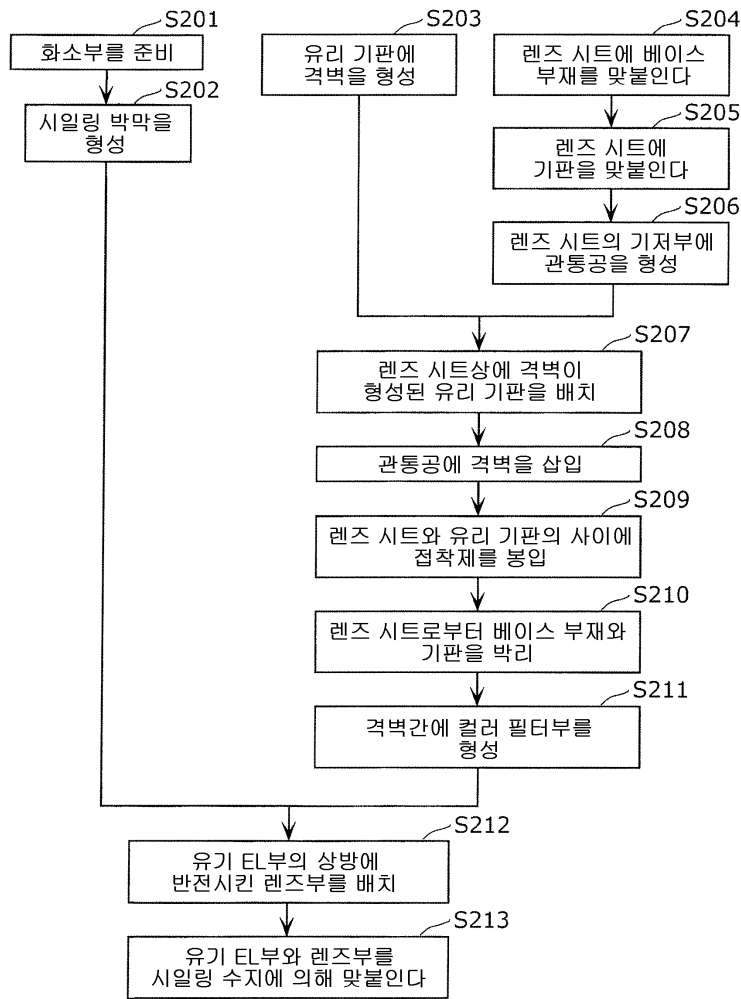 S201
화소부를 준비
S202
시일링 박막을
형성
S203
유리 기판에
격벽을 형성
S204
렌즈 시트에 베이스
부재를 맞붙인다
S205
렌즈 시트에
기판을 맞붙인다
S206
렌즈 시트의 기저부에
관통공을 형성
S207
렌즈 시트상에 격벽이
형성된 유리 기판을 배치
S208
관통공에 격벽을 삽입
S209
렌즈 시트와 유리 기판의 사이에
접착제를 봉입
S210
렌즈 시트로부터 베이스 부재와
기판을 박리
S211
격벽간에 컬러 필터부를
형성
S212
유기 EL부의 상방에
반전시킨 렌즈부를 배치
S213
유기 EL부와 렌즈부를
시일링 수지에 의해 맞붙인다